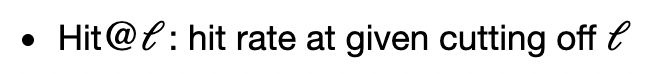 • Hit@ℓ : hit rate at given cutting off ℓ